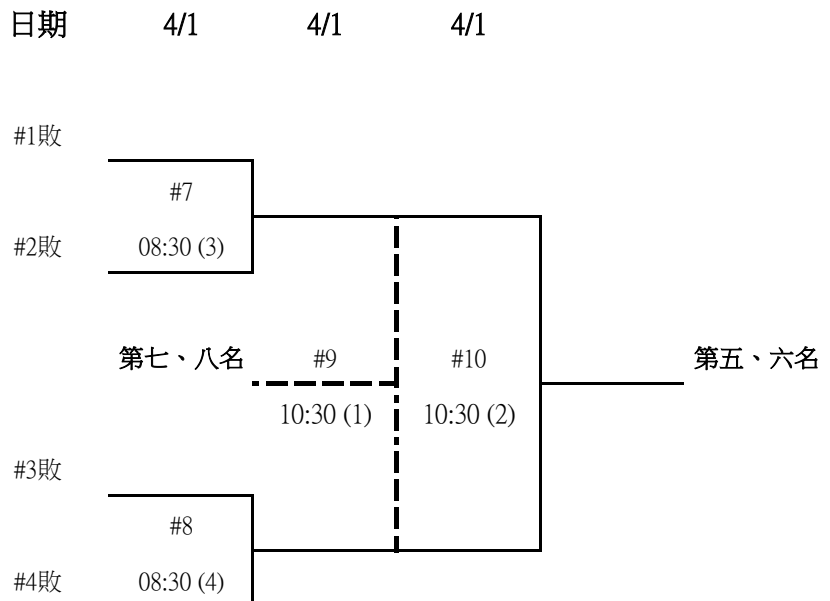 日期 4/1 4/1 4/1
#1敗
#7
#2敗 08:30 (3)
第七、八名 #9 #10 第五、六名
10:30 (1) 10:30 (2)
#3敗
#8
#4敗 08:30 (4)